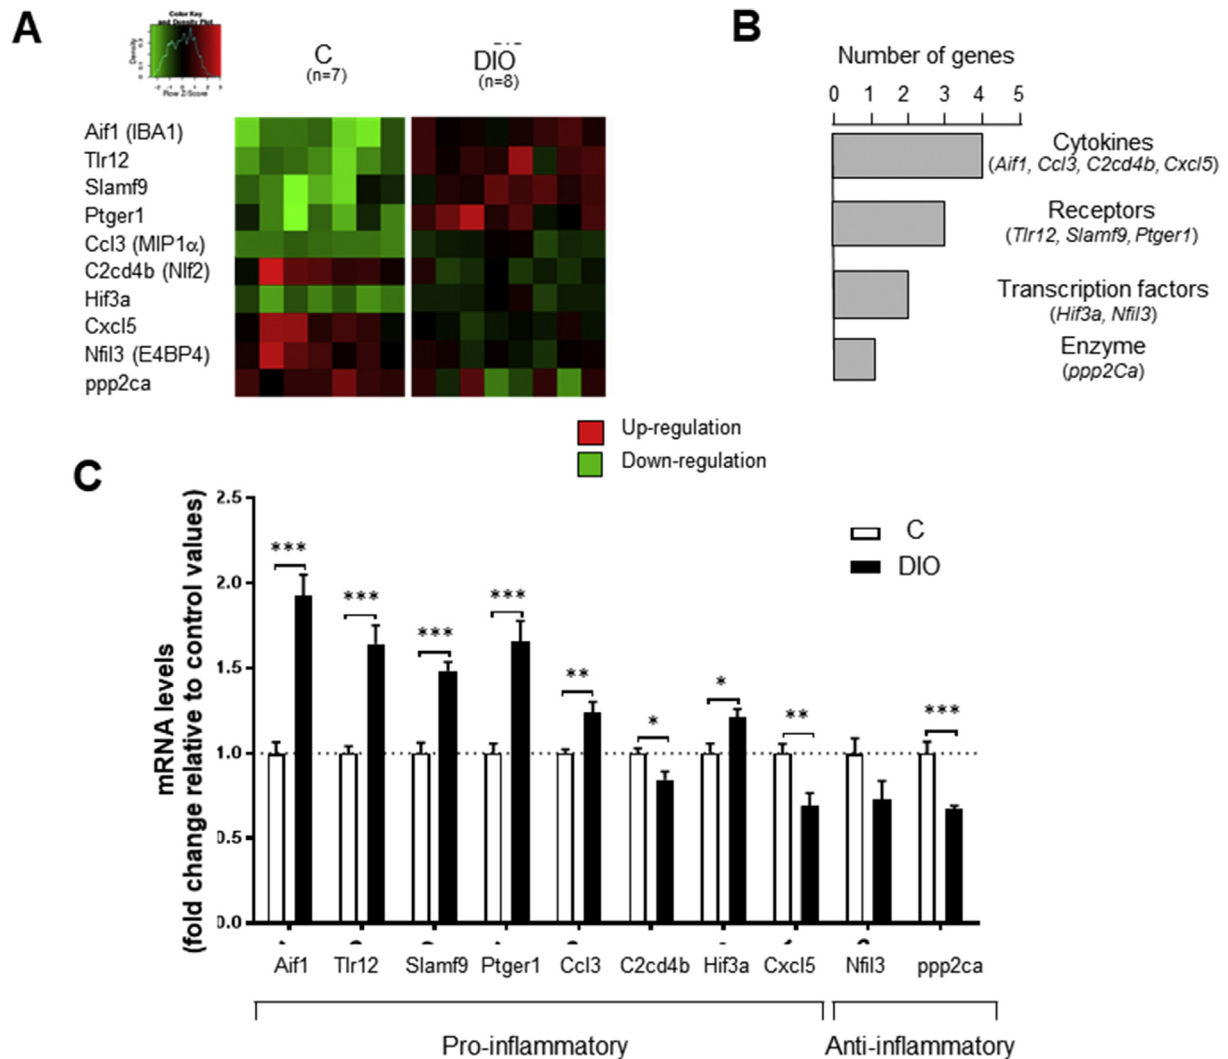 A
Color Key
and Density Plot
Density
Row Z-Score
C
(n=7)
DIO
(n=8)
Aif1 (IBA1)
Tlr12
Slamf9
Ptger1
Ccl3 (MIP1α)
C2cd4b (Nlf2)
Hif3a
Cxcl5
Nfil3 (E4BP4)
ppp2ca
Up-regulation
Down-regulation
B
Number of genes
0 1 2 3 4 5
Cytokines
(Aif1, Ccl3, C2cd4b, Cxcl5)
Receptors
(Tlr12, Slamf9, Ptger1)
Transcription factors
(Hif3a, Nfil3)
Enzyme
(ppp2Ca)
C
mRNA levels
(fold change relative to control values)
2.5
2.0
1.5
1.0
0.5
0.0
C
DIO
*** *** *** *** ** * * ** ***
Aif1 Tlr12 Slamf9 Ptger1 Ccl3 C2cd4b Hif3a Cxcl5 Nfil3 ppp2ca
Pro-inflammatory Anti-inflammatory